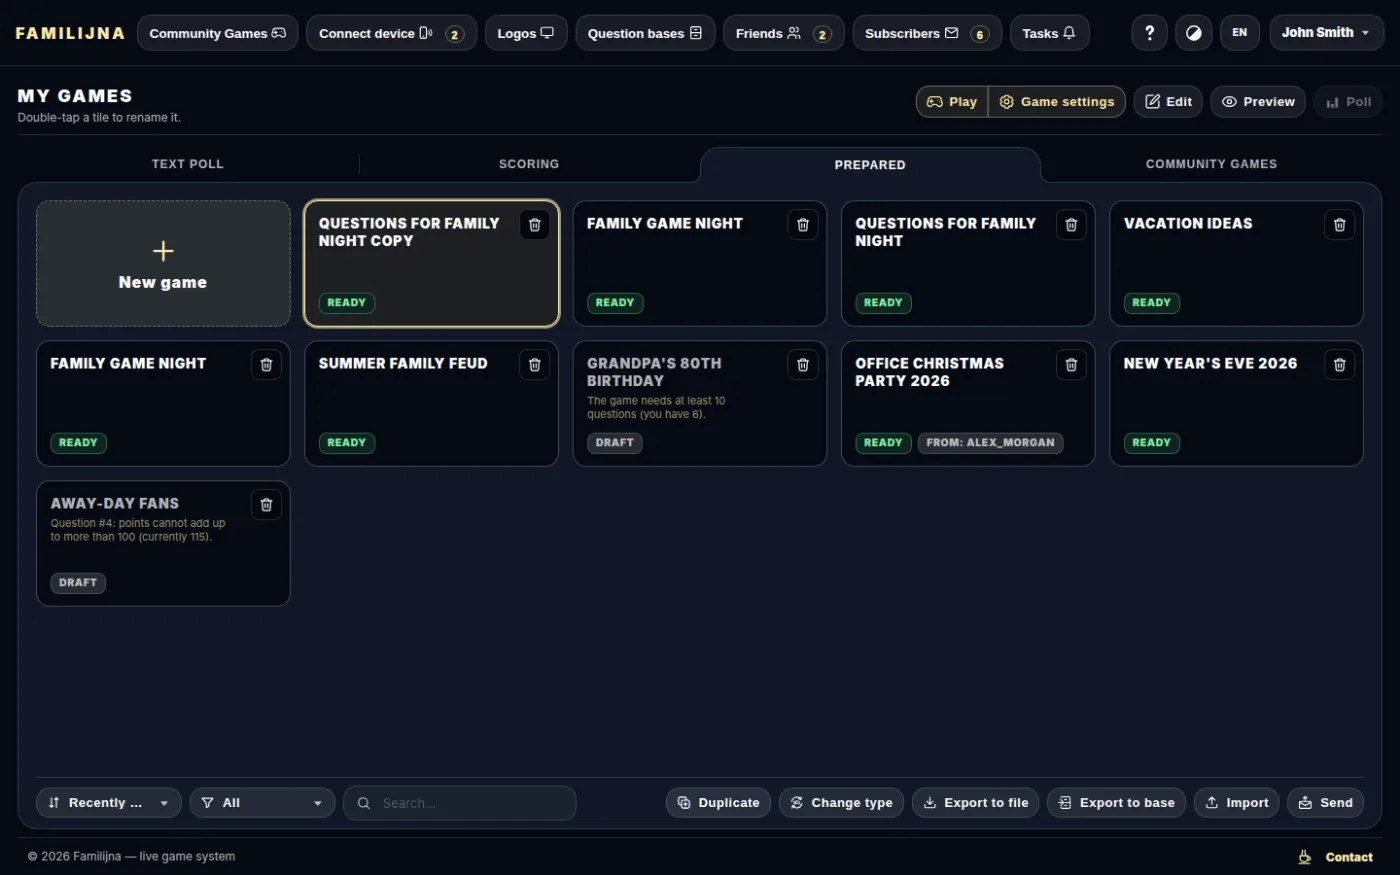 FAMILIJNA
Community Games
Connect device 2
Logos
Question bases
Friends 2
Subscribers 6
Tasks
?
EN
John Smith
MY GAMES
Double-tap a tile to rename it.
Play
Game settings
Edit
Preview
Poll
TEXT POLL
SCORING
PREPARED
COMMUNITY GAMES
New game
QUESTIONS FOR FAMILY
NIGHT COPY
READY
FAMILY GAME NIGHT
READY
QUESTIONS FOR FAMILY
NIGHT
READY
VACATION IDEAS
READY
FAMILY GAME NIGHT
READY
SUMMER FAMILY FEUD
READY
GRANDPA'S 80TH
BIRTHDAY
The game needs at least 10
questions (you have 6).
DRAFT
OFFICE CHRISTMAS
PARTY 2026
READY
FROM: ALEX_MORGAN
NEW YEAR'S EVE 2026
READY
AWAY-DAY FANS
Question #4: points cannot add up
to more than 100 (currently 115).
DRAFT
Recently ...
All
Search...
Duplicate
Change type
Export to file
Export to base
Import
Send
© 2026 Familijna — live game system
Contact